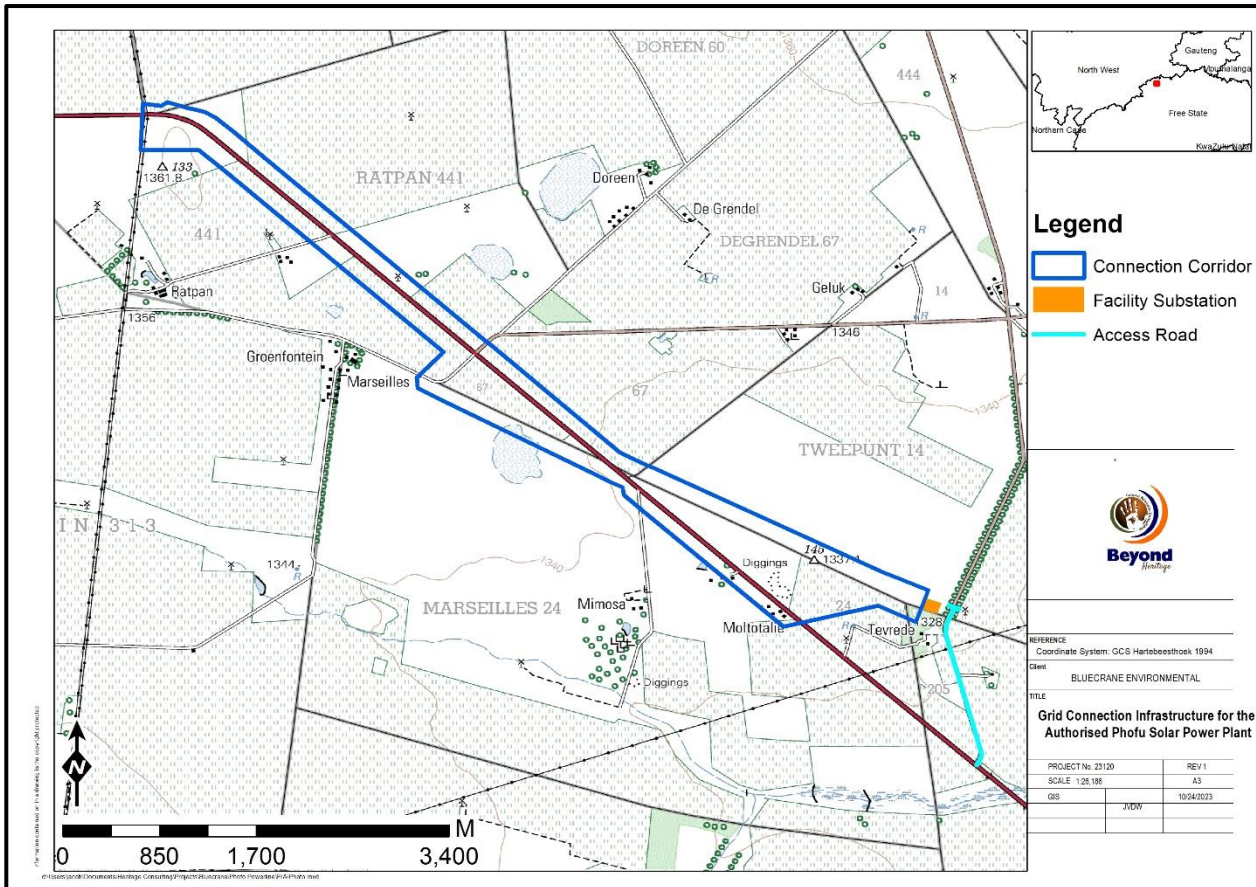 DOREEN 60
444
133
1361.8
RATPAN 441
Doreen
De Grendel
DEGRENDEL 67
R
R
441
Ratpan
1356
Geluk
14
R
1346
Groenfontein
Marseilles
67
67
1340
TWEEPUNT 14
IN 313
1344
R
1340
145
1337.1
Diggings
MARSEILLES 24
Mimosa
Moltotalie
24
R
Tevrede
328
Diggings
205
N
0 850 1,700 3,400
M
North West
Gauteng
Mpumalanga
Free State
Northern Cape
KwaZulu-Natal
Legend
Connection Corridor
Facility Substation
Access Road
Beyond
Heritage
REFERENCE
Coordinate System: GCS Hartebeesthoek 1994
Client
BLUECRANE ENVIRONMENTAL
TITLE
Grid Connection Infrastructure for the
Authorised Phofu Solar Power Plant
PROJECT No. 23120 REV 1
A3
GIS JVDW 10/24/2023